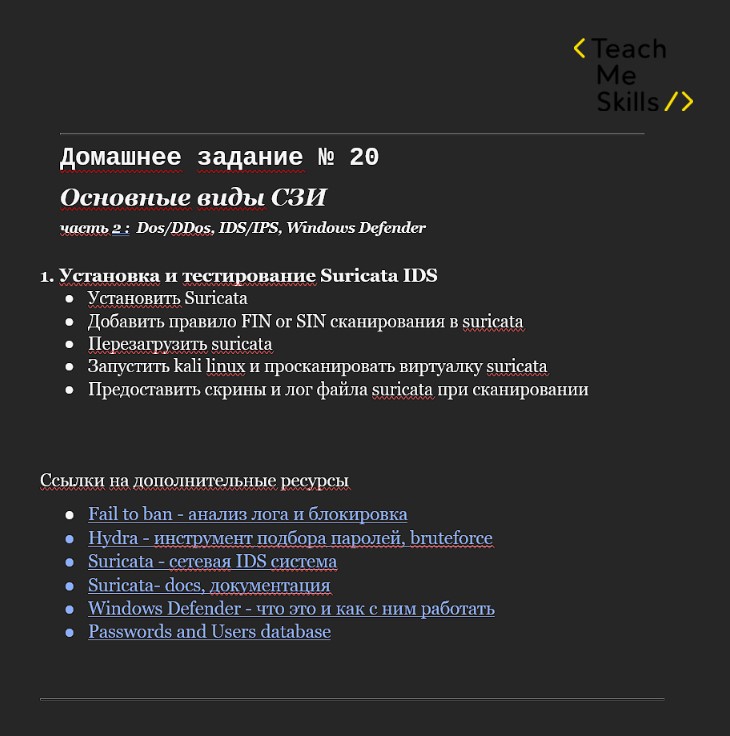 < Teach
Me
Skills />
Домашнее задание № 20
Основные виды СЗИ
часть 2 : Dos/DDos, IDS/IPS, Windows Defender
1. Установка и тестирование Suricata IDS
● Установить Suricata
● Добавить правило FIN or SIN сканирования в suricata
● Перезагрузить suricata
● Запустить kali linux и просканировать виртуалку suricata
● Предоставить скрины и лог файла suricata при сканировании
Ссылки на дополнительные ресурсы
● Fail to ban - анализ лога и блокировка
● Hydra - инструмент подбора паролей, bruteforce
● Suricata - сетевая IDS система
● Suricata- docs, документация
● Windows Defender - что это и как с ним работать
● Passwords and Users database